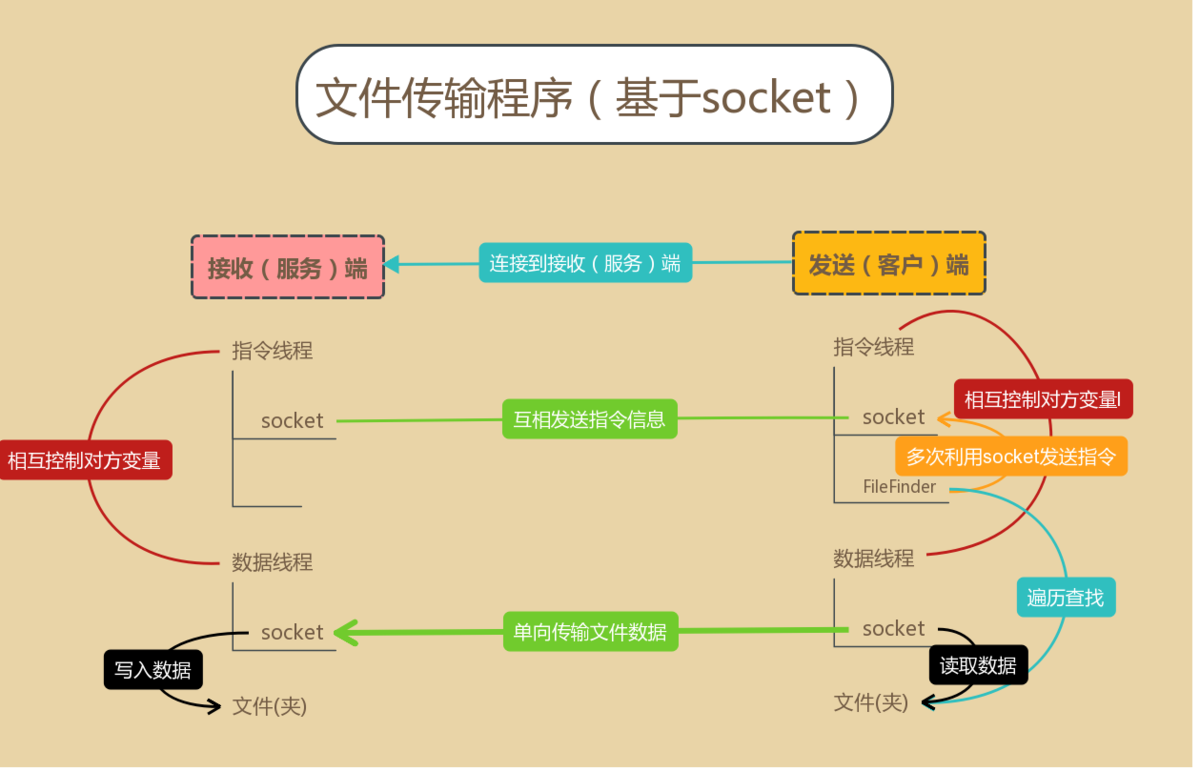 文件传输程序（基于socket）
接收（服务）端
连接到接收（服务）端
发送（客户）端
指令线程
指令线程
相互控制对方变量l
socket
互相发送指令信息
socket
相互控制对方变量
多次利用socket发送指令
FileFinder
数据线程
数据线程
遍历查找
socket
单向传输文件数据
socket
写入数据
读取数据
文件(夹)
文件(夹)